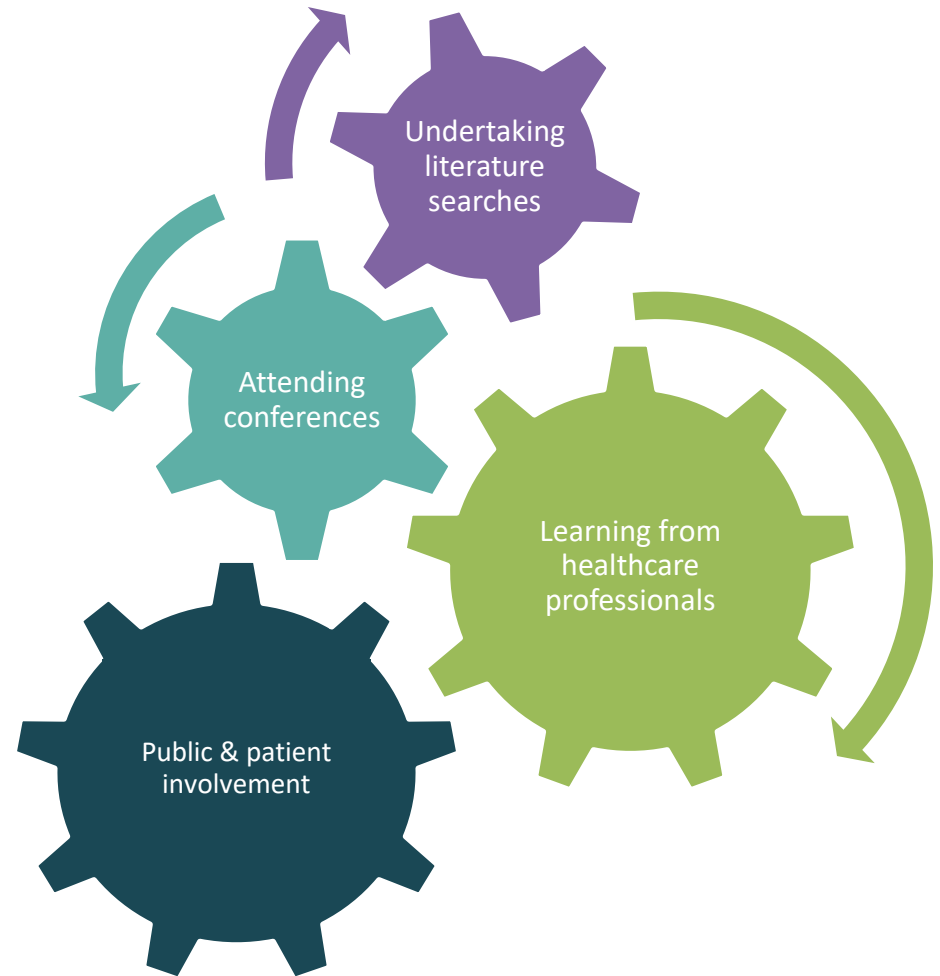 Undertaking
literature
searches
Attending
conferences
Learning from
healthcare
professionals
Public & patient
involvement